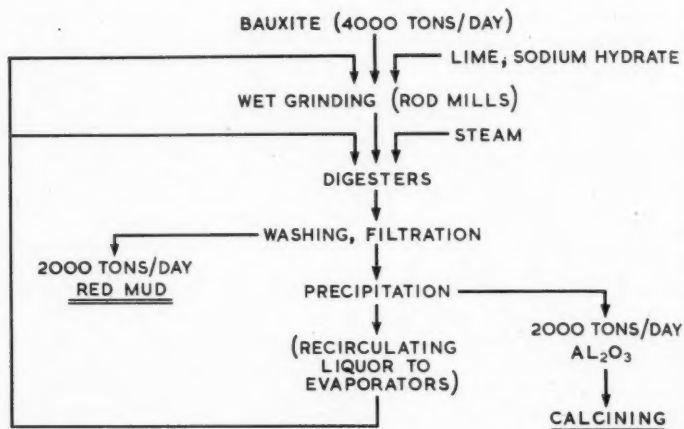 BAUXITE (4000 TONS/DAY)
LIME, SODIUM HYDRATE
WET GRINDING (ROD MILLS)
STEAM
DIGESTERS
WASHING, FILTRATION
2000 TONS/DAY
RED MUD
PRECIPITATION
2000 TONS/DAY
AL₂O₃
(RECIRCULATING
LIQUOR TO
EVAPORATORS)
CALCINING